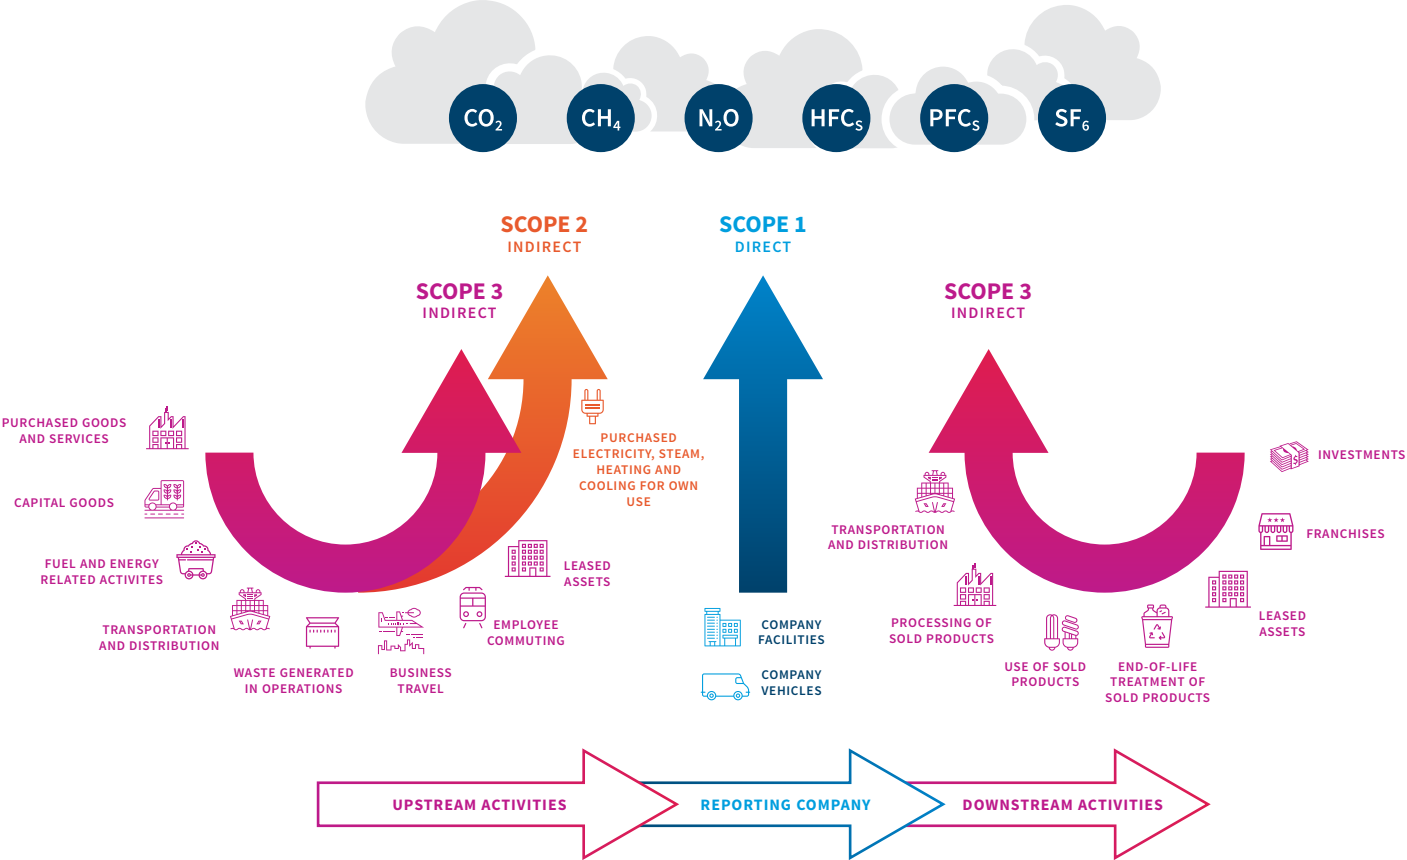 CO2
CH4
N2O
HFCS
PFCS
SF6
SCOPE 2
INDIRECT
SCOPE 1
DIRECT
SCOPE 3
INDIRECT
SCOPE 3
INDIRECT
PURCHASED GOODS
AND SERVICES
CAPITAL GOODS
FUEL AND ENERGY
RELATED ACTIVITES
TRANSPORTATION
AND DISTRIBUTION
WASTE GENERATED
IN OPERATIONS
BUSINESS
TRAVEL
EMPLOYEE
COMMUTING
LEASED
ASSETS
PURCHASED
ELECTRICITY, STEAM,
HEATING AND
COOLING FOR OWN
USE
COMPANY
FACILITIES
COMPANY
VEHICLES
TRANSPORTATION
AND DISTRIBUTION
PROCESSING OF
SOLD PRODUCTS
USE OF SOLD
PRODUCTS
END-OF-LIFE
TREATMENT OF
SOLD PRODUCTS
LEASED
ASSETS
FRANCHISES
INVESTMENTS
UPSTREAM ACTIVITIES
REPORTING COMPANY
DOWNSTREAM ACTIVITIES